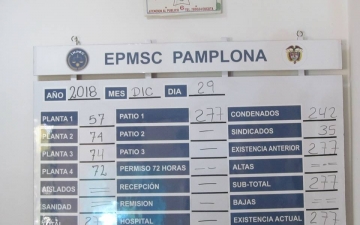 EPMSC PAMPLONA
AÑO 2018 MES DIC DIA 29
PLANTA 1 57 PATIO 1 277 CONDENADOS 242
PLANTA 2 74 PATIO 2 — SINDICADOS 35
PLANTA 3 74 PATIO 3 — EXISTENCIA ANTERIOR 277
PLANTA 4 72 PERMISO 72 HORAS — ALTAS —
AISLADOS — RECEPCIÓN — SUB-TOTAL 277
SANIDAD — REMISION — BAJAS —
HOSPITAL EXISTENCIA ACTUAL 277